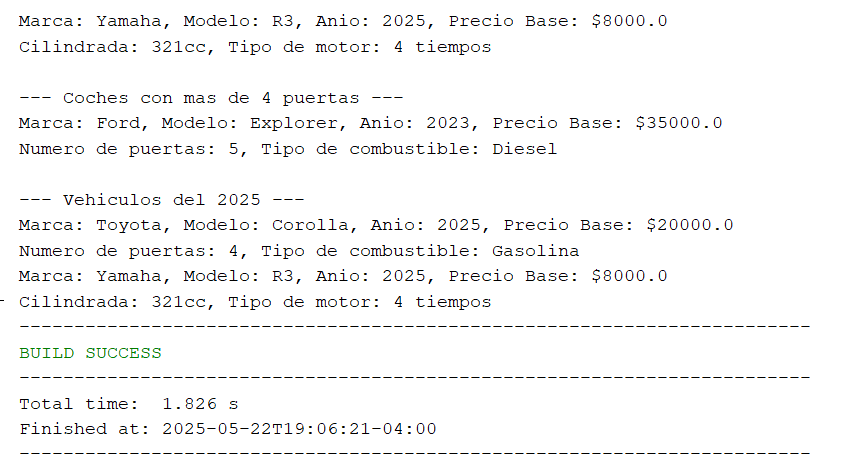 Marca: Yamaha, Modelo: R3, Anio: 2025, Precio Base: $8000.0
Cilindrada: 321cc, Tipo de motor: 4 tiempos
--- Coches con mas de 4 puertas ---
Marca: Ford, Modelo: Explorer, Anio: 2023, Precio Base: $35000.0
Numero de puertas: 5, Tipo de combustible: Diesel
--- Vehiculos del 2025 ---
Marca: Toyota, Modelo: Corolla, Anio: 2025, Precio Base: $20000.0
Numero de puertas: 4, Tipo de combustible: Gasolina
Marca: Yamaha, Modelo: R3, Anio: 2025, Precio Base: $8000.0
Cilindrada: 321cc, Tipo de motor: 4 tiempos
------------------------------------------------------------------------
BUILD SUCCESS
------------------------------------------------------------------------
Total time:  1.826 s
Finished at: 2025-05-22T19:06:21-04:00
------------------------------------------------------------------------